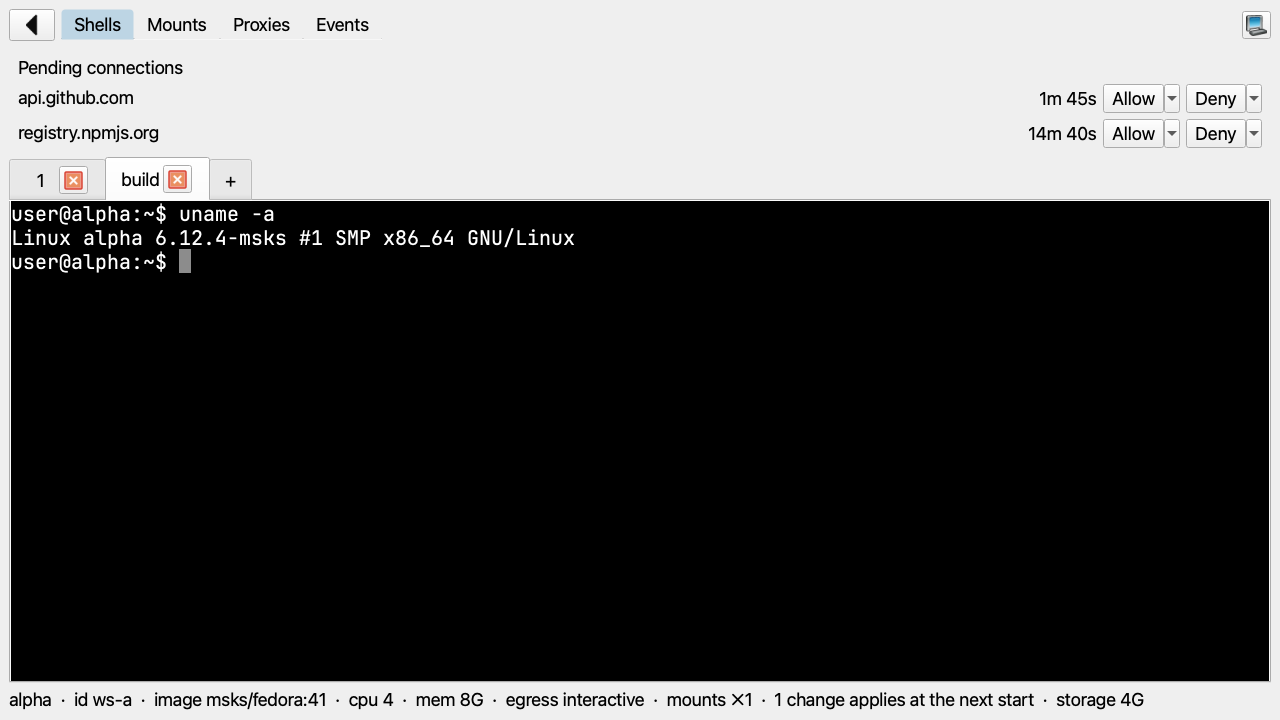 Shells Mounts Proxies Events
Pending connections
api.github.com 1m 45s Allow Deny
registry.npmjs.org 14m 40s Allow Deny
1 build +
user@alpha:~$ uname -a
Linux alpha 6.12.4-msks #1 SMP x86_64 GNU/Linux
user@alpha:~$
alpha · id ws-a · image msks/fedora:41 · cpu 4 · mem 8G · egress interactive · mounts ×1 · 1 change applies at the next start · storage 4G